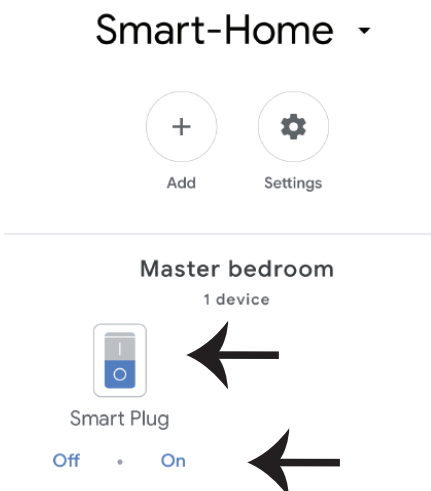 Smart-Home
Add
Settings
Master bedroom
1 device
Smart Plug
Off • On